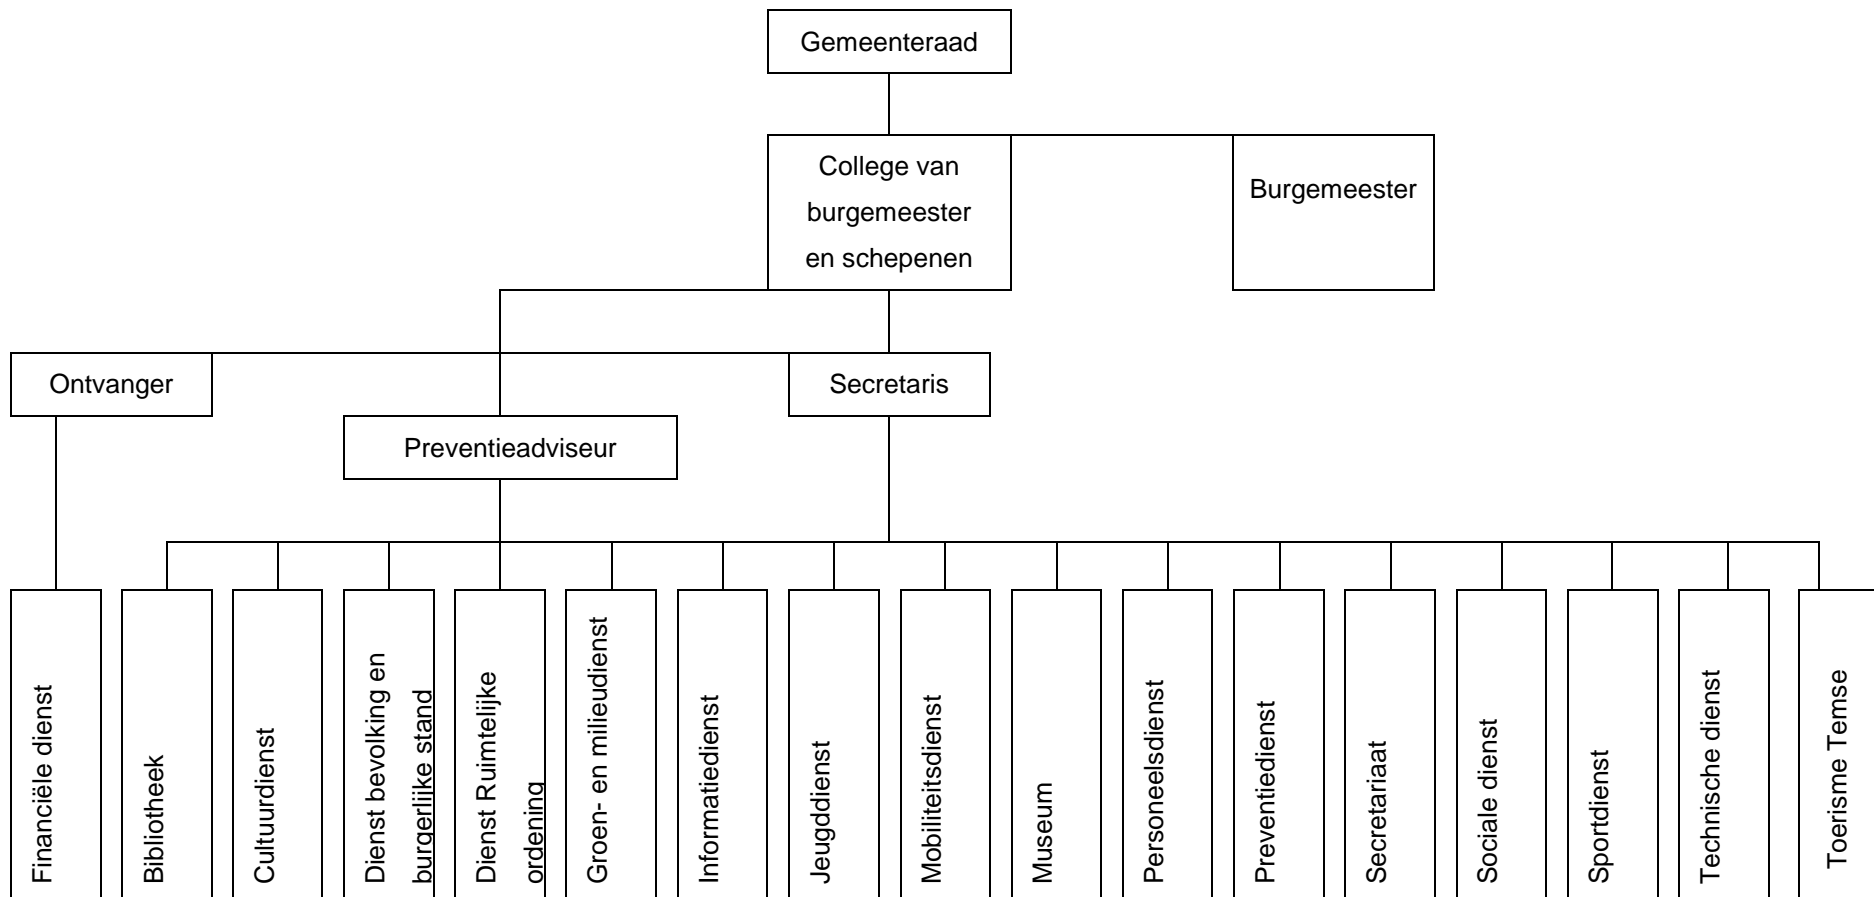 Gemeenteraad
College van
burgemeester
en schepenen
Burgemeester
Ontvanger
Secretaris
Preventieadviseur
Financiële dienst
Bibliotheek
Cultuurdienst
Dienst bevolking en
burgerlijke stand
Dienst Ruimtelijke
ordening
Groen- en milieudienst
Informatiedienst
Jeugddienst
Mobiliteitsdienst
Museum
Personeelsdienst
Preventiedienst
Secretariaat
Sociale dienst
Sportdienst
Technische dienst
Toerisme Temse